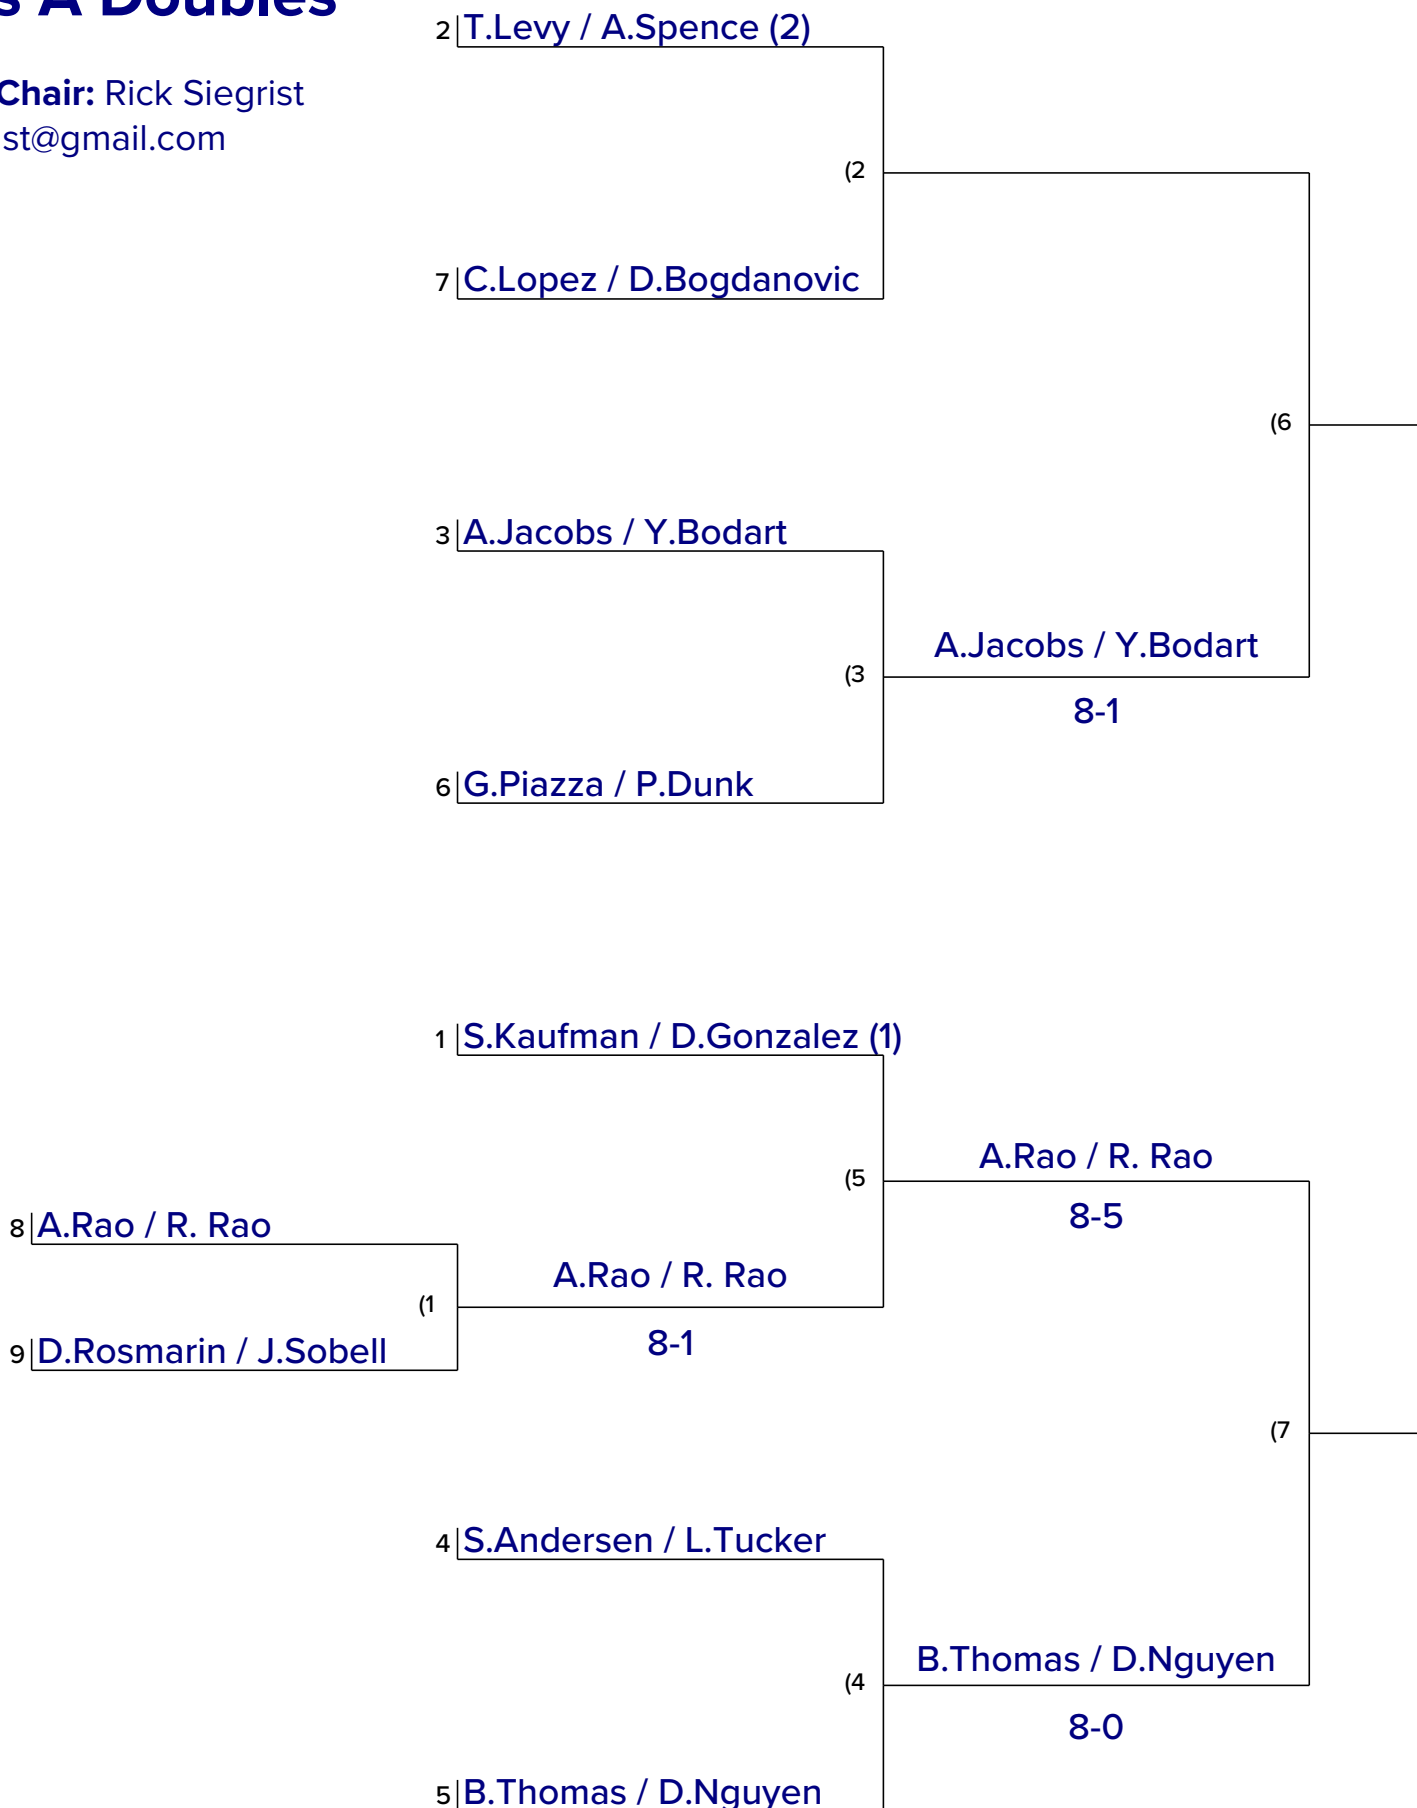 s A Doubles
2 T.Levy / A.Spence (2)
Chair: Rick Siegrist
st@gmail.com
(2
7 C.Lopez / D.Bogdanovic
(6
3 A.Jacobs / Y.Bodart
A.Jacobs / Y.Bodart
(3
8-1
6 G.Piazza / P.Dunk
1 S.Kaufman / D.Gonzalez (1)
A.Rao / R. Rao
(5
8-5
8 A.Rao / R. Rao
A.Rao / R. Rao
(1
8-1
9 D.Rosmarin / J.Sobell
(7
4 S.Andersen / L.Tucker
B.Thomas / D.Nguyen
(4
8-0
5 B.Thomas / D.Nguyen